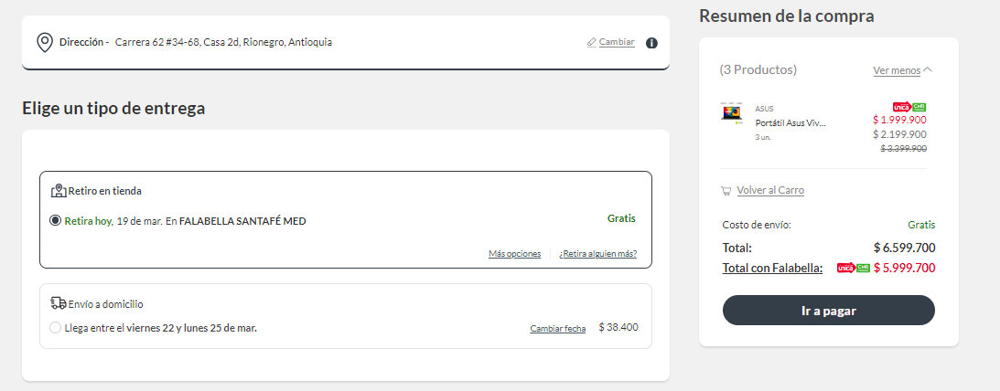 Dirección - Carrera 62 #34-68, Casa 2d, Rionegro, Antioquia
Cambiar
Elige un tipo de entrega
Retiro en tienda
Retira hoy, 19 de mar. En FALABELLA SANTAFÉ MED
Gratis
Más opciones
¿Retira alguien más?
Envío a domicilio
Llega entre el viernes 22 y lunes 25 de mar.
Cambiar fecha
$ 38.400
Resumen de la compra
(3 Productos)
Ver menos
ASUS
Portátil Asus Viv...
3 un.
única CMR
$ 1.999.900
$ 2.199.900
$ 3.399.900
Volver al Carro
Costo de envío: Gratis
Total: $ 6.599.700
Total con Falabella: única CMR $ 5.999.700
Ir a pagar